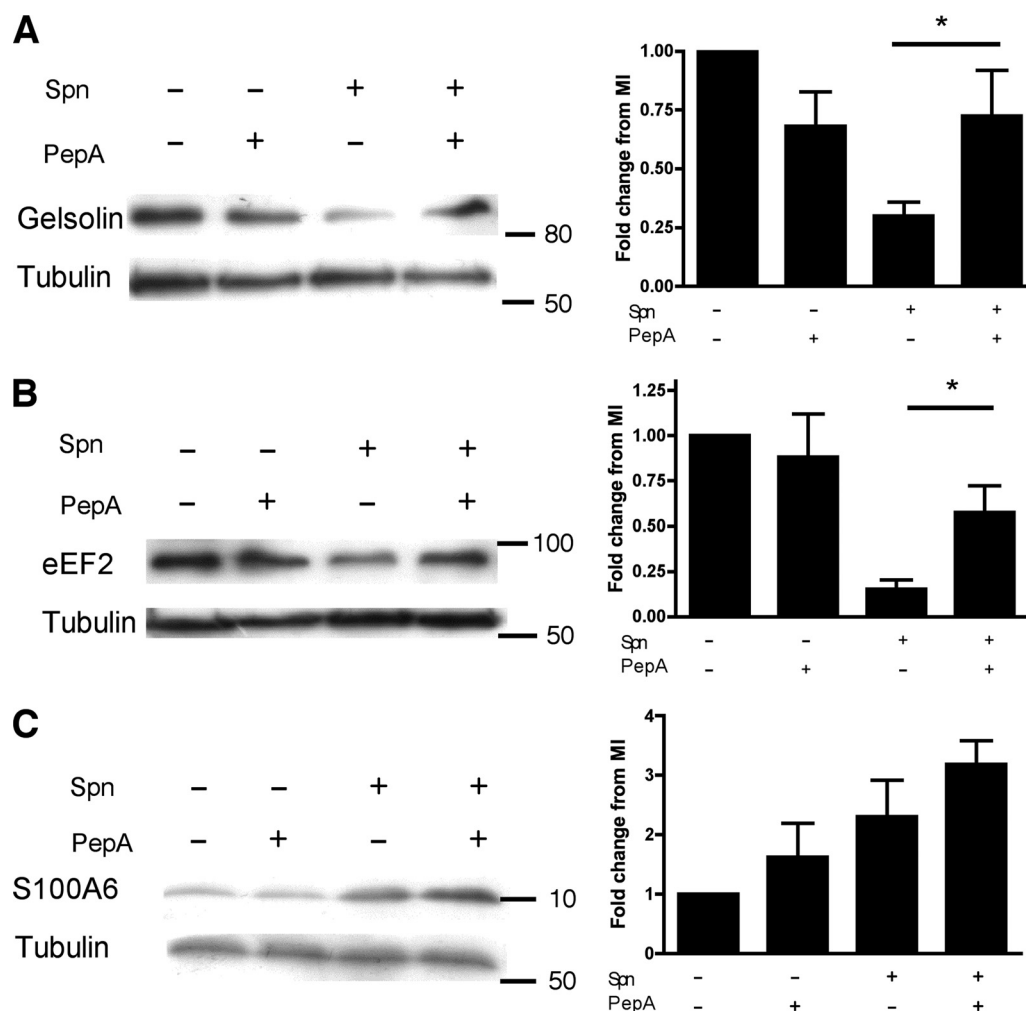 A
Spn – – + +
PepA – + – +
Gelsolin
80
Tubulin
50
Fold change from MI
1.00
0.75
0.50
0.25
0.00
Spn – – + +
PepA – + – +
*
B
Spn – – + +
PepA – + – +
100
eEF2
Tubulin
50
Fold change from MI
1.25
1.00
0.75
0.50
0.25
0.00
Spn – – + +
PepA – + – +
*
C
Spn – – + +
PepA – + – +
S100A6
10
Tubulin
50
Fold change from MI
4
3
2
1
0
Spn – – + +
PepA – + – +